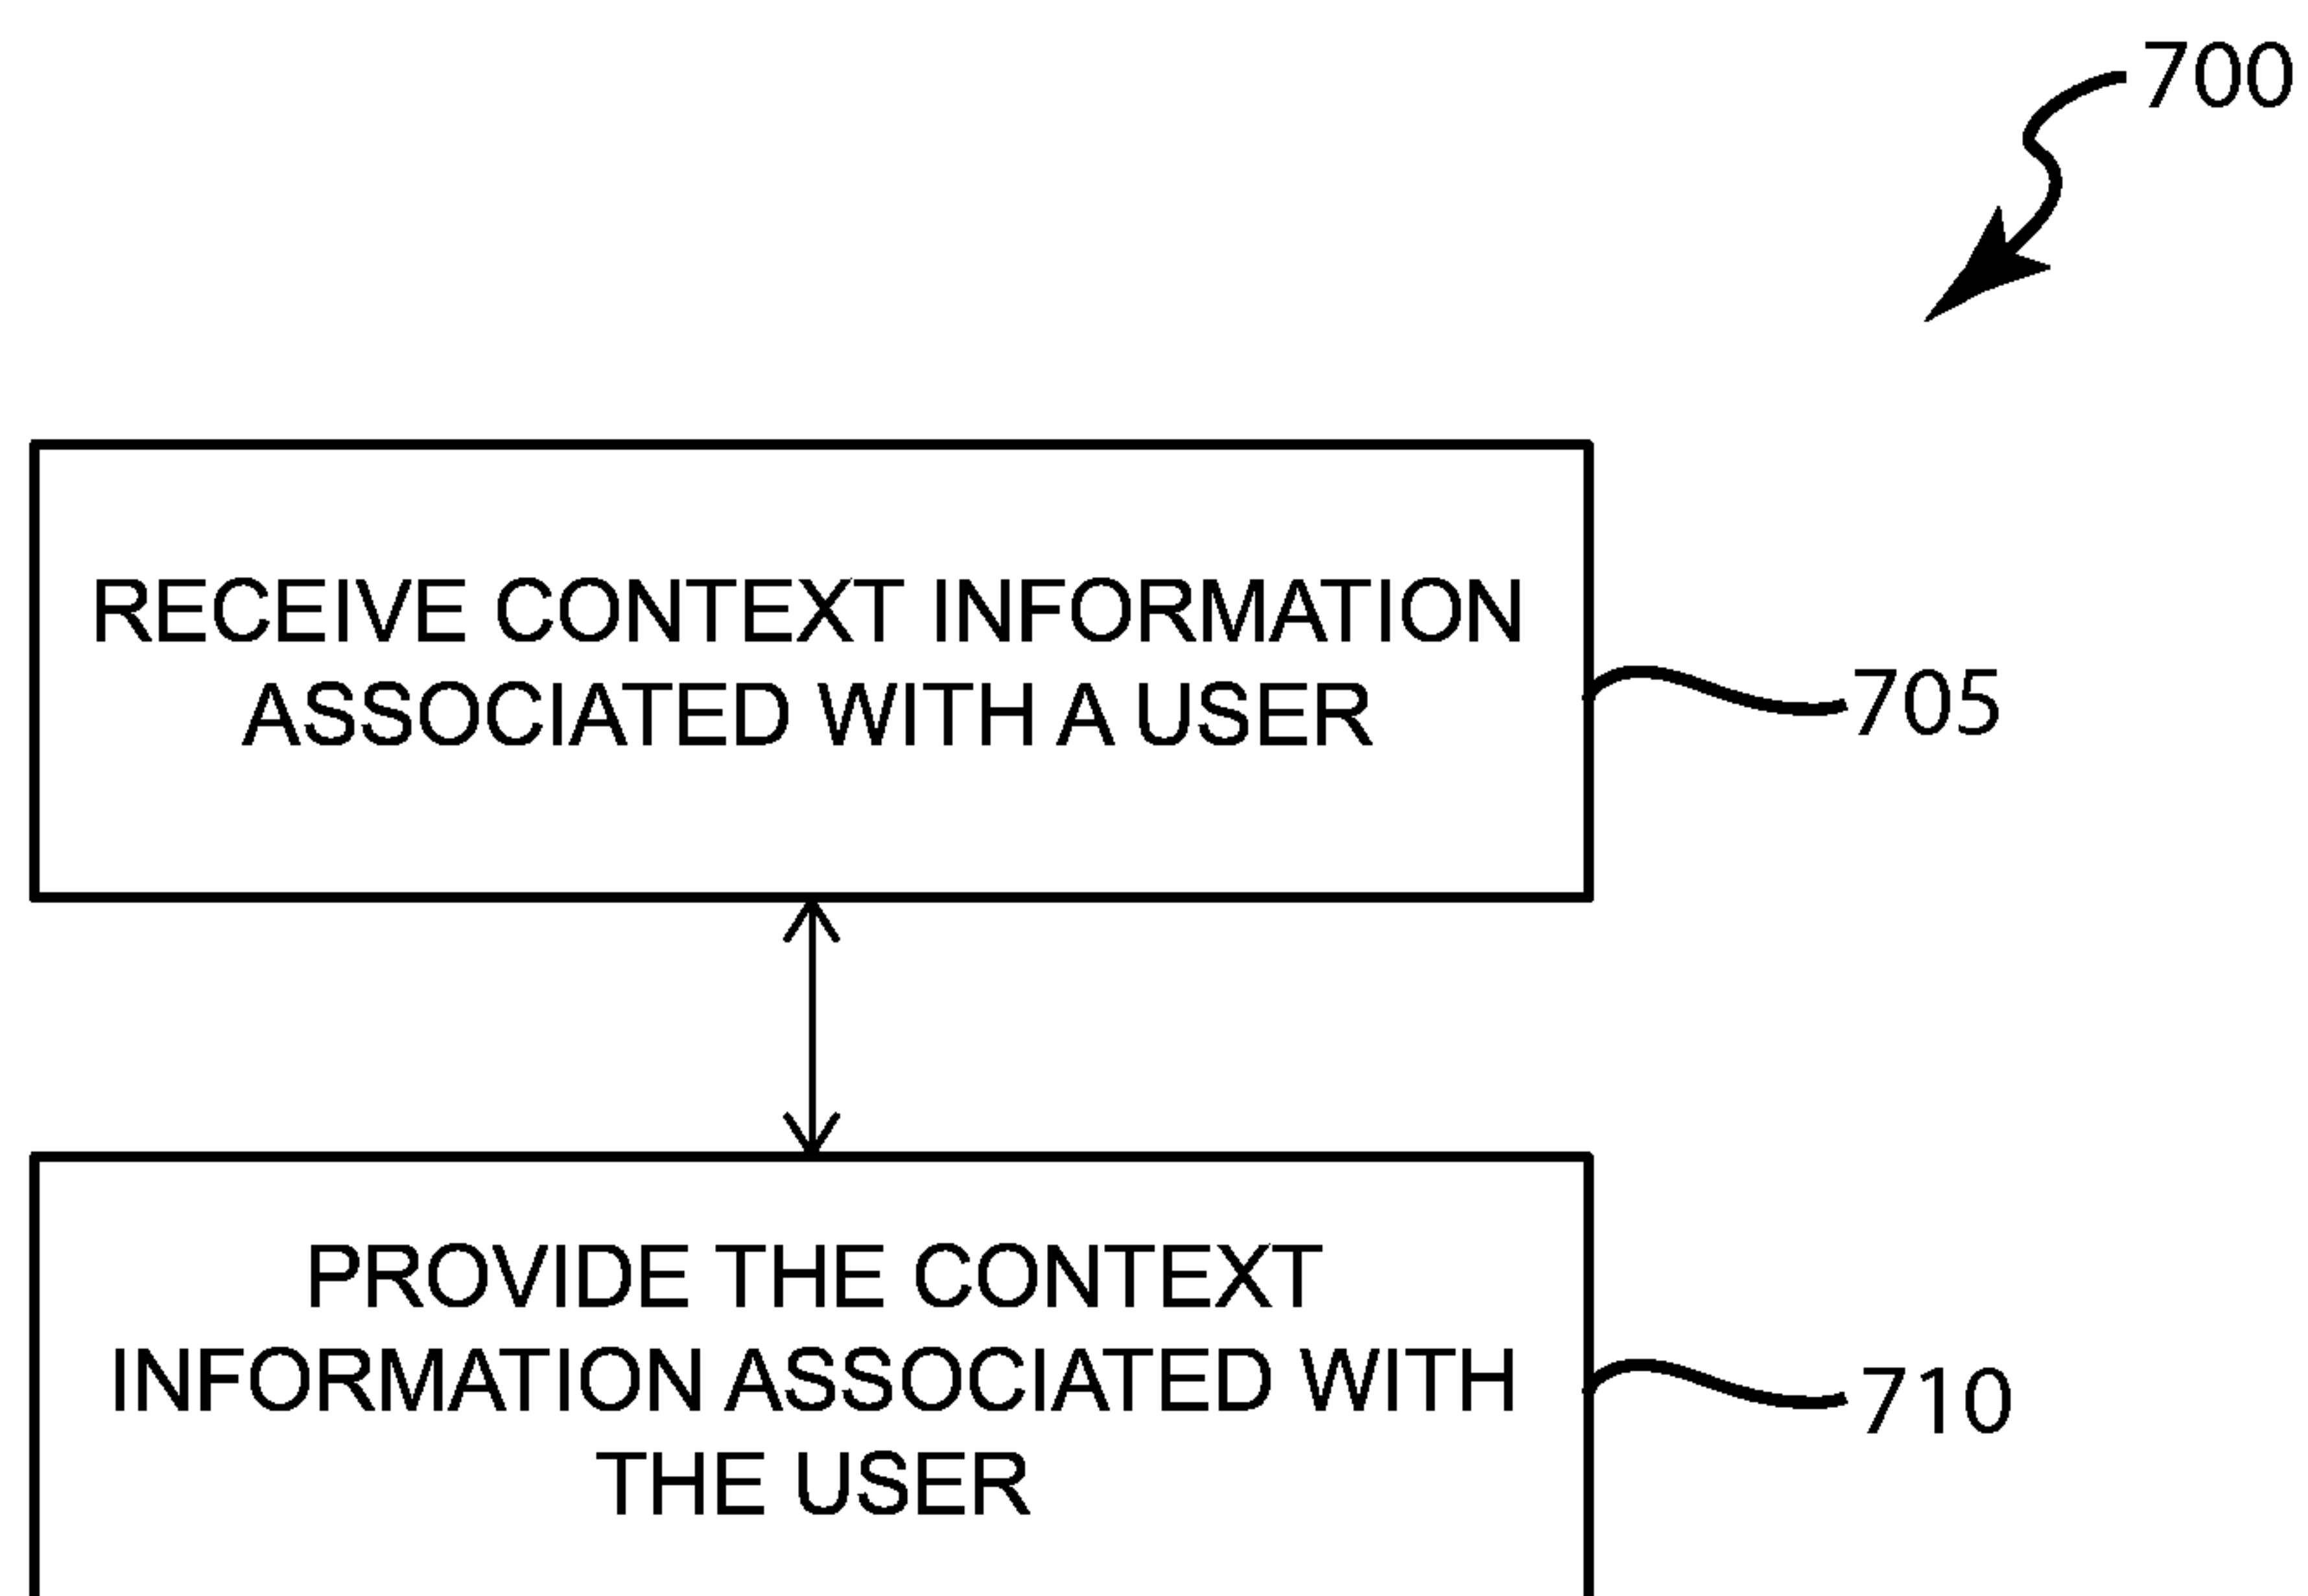 700
RECEIVE CONTEXT INFORMATION
ASSOCIATED WITH A USER
705
PROVIDE THE CONTEXT
INFORMATION ASSOCIATED WITH
THE USER
710